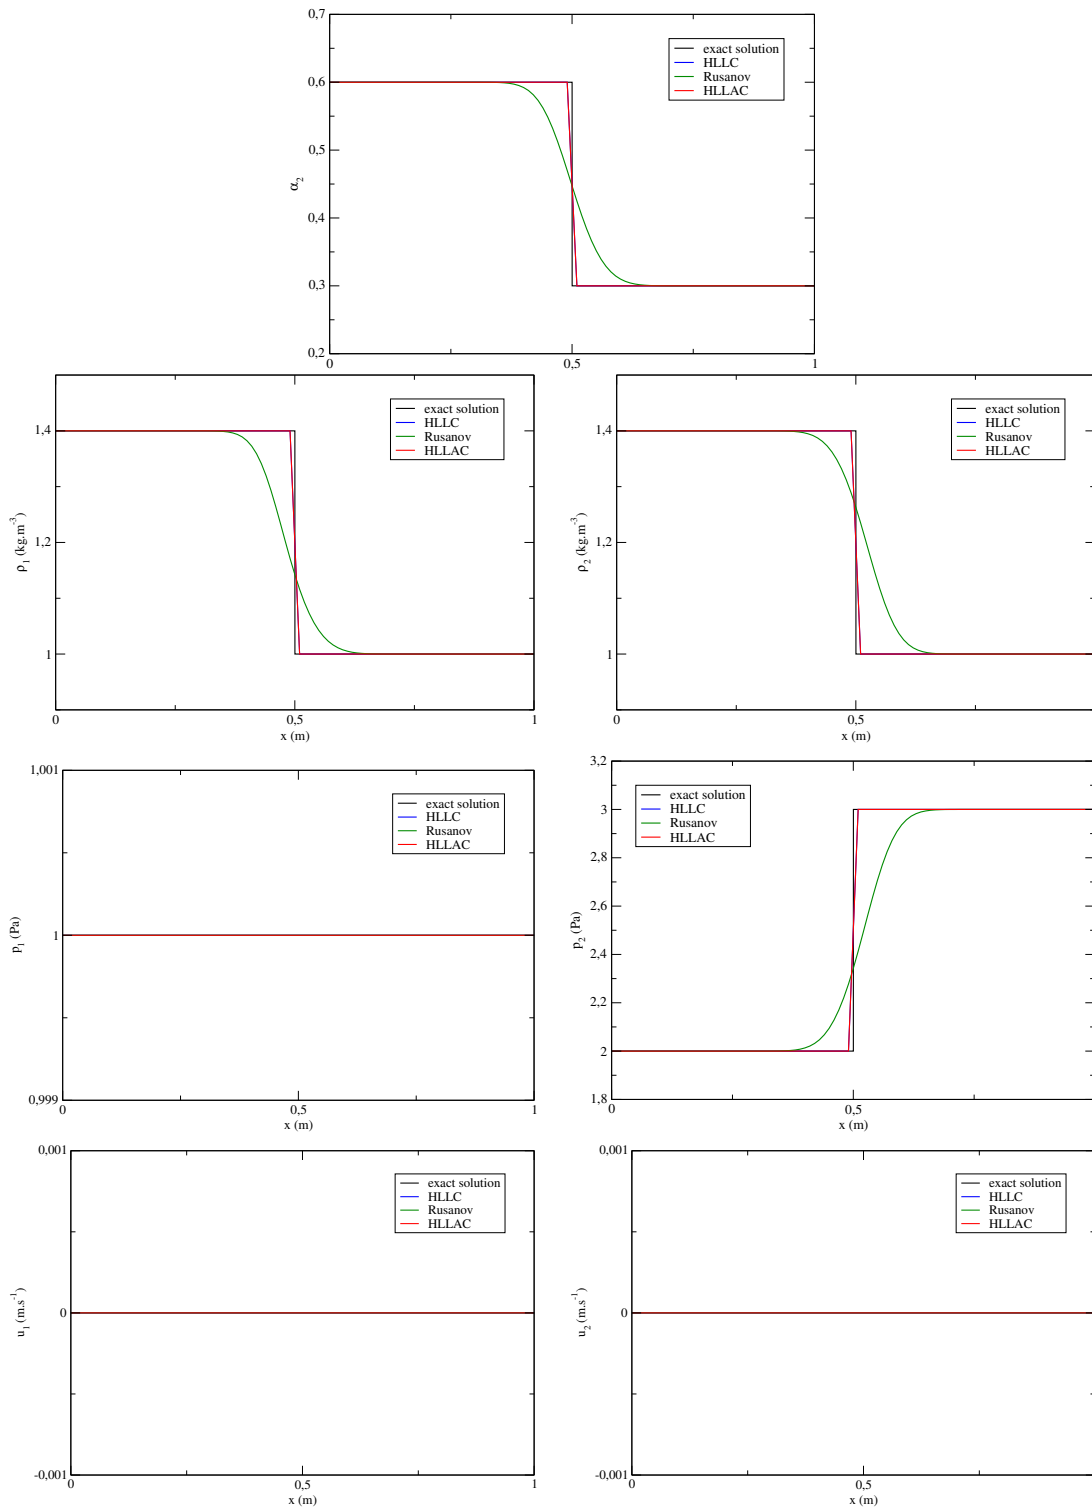 0,7
exact solution
HLLC
Rusanov
HLLAC
0,6
0,5
α2
0,4
0,3
0,2
0 0,5 1
exact solution
HLLC
Rusanov
HLLAC
1,4
ρ1 (kg.m-3)
1,2
1
0 0,5 1
x (m)
exact solution
HLLC
Rusanov
HLLAC
1,4
ρ2 (kg.m-3)
1,2
1
0 0,5
x (m)
1,001
exact solution
HLLC
Rusanov
HLLAC
p1 (Pa)
1
0,999
0 0,5 1
x (m)
3,2
exact solution
HLLC
Rusanov
HLLAC
3
2,8
2,6
p2 (Pa)
2,4
2,2
2
1,8
0 0,5
x (m)
0,001
exact solution
HLLC
Rusanov
HLLAC
u1 (m.s-1)
0
-0,001
0 0,5 1
x (m)
0,001
exact solution
HLLC
Rusanov
HLLAC
u2 (m.s-1)
0
-0,001
0 0,5
x (m)